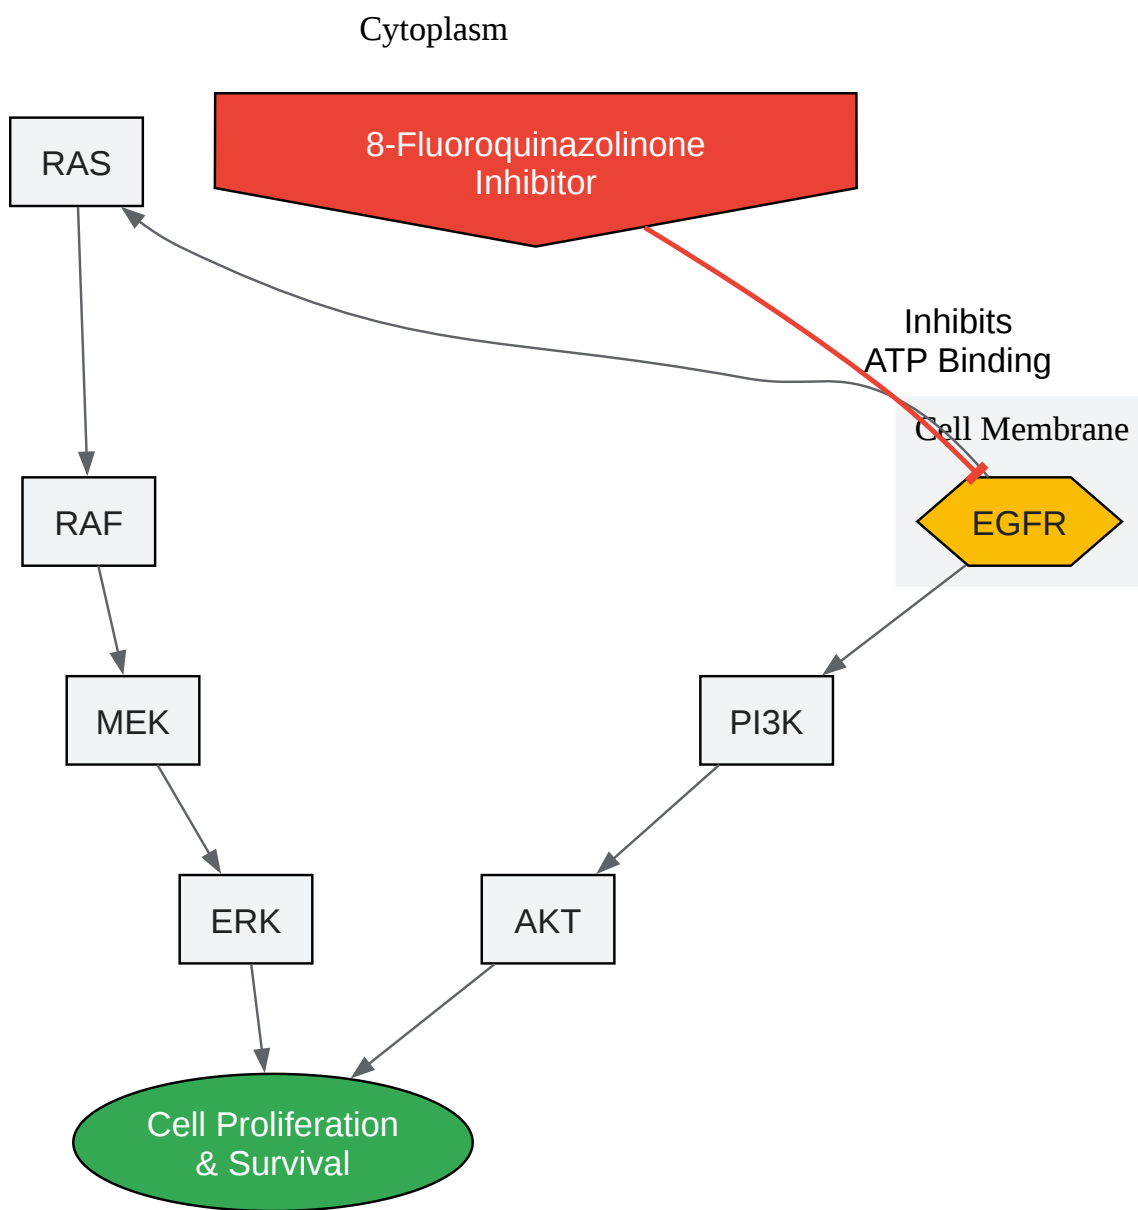 Cytoplasm
RAS
8-Fluoroquinazolinone
Inhibitor
Inhibits
ATP Binding
Cell Membrane
RAF
EGFR
MEK
PI3K
ERK
AKT
Cell Proliferation
& Survival